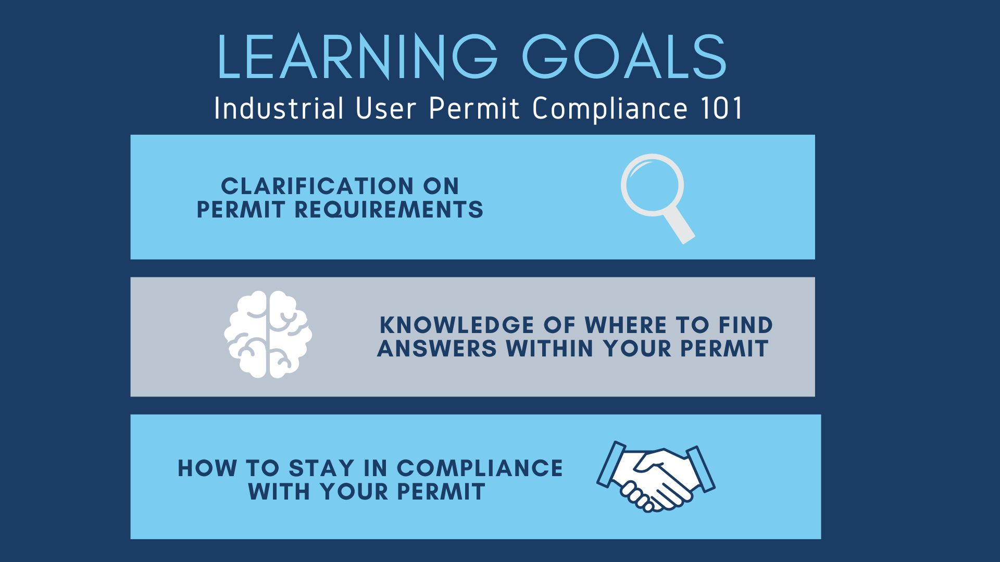 LEARNING GOALS
Industrial User Permit Compliance 101
CLARIFICATION ON
PERMIT REQUIREMENTS
KNOWLEDGE OF WHERE TO FIND
ANSWERS WITHIN YOUR PERMIT
HOW TO STAY IN COMPLIANCE
WITH YOUR PERMIT